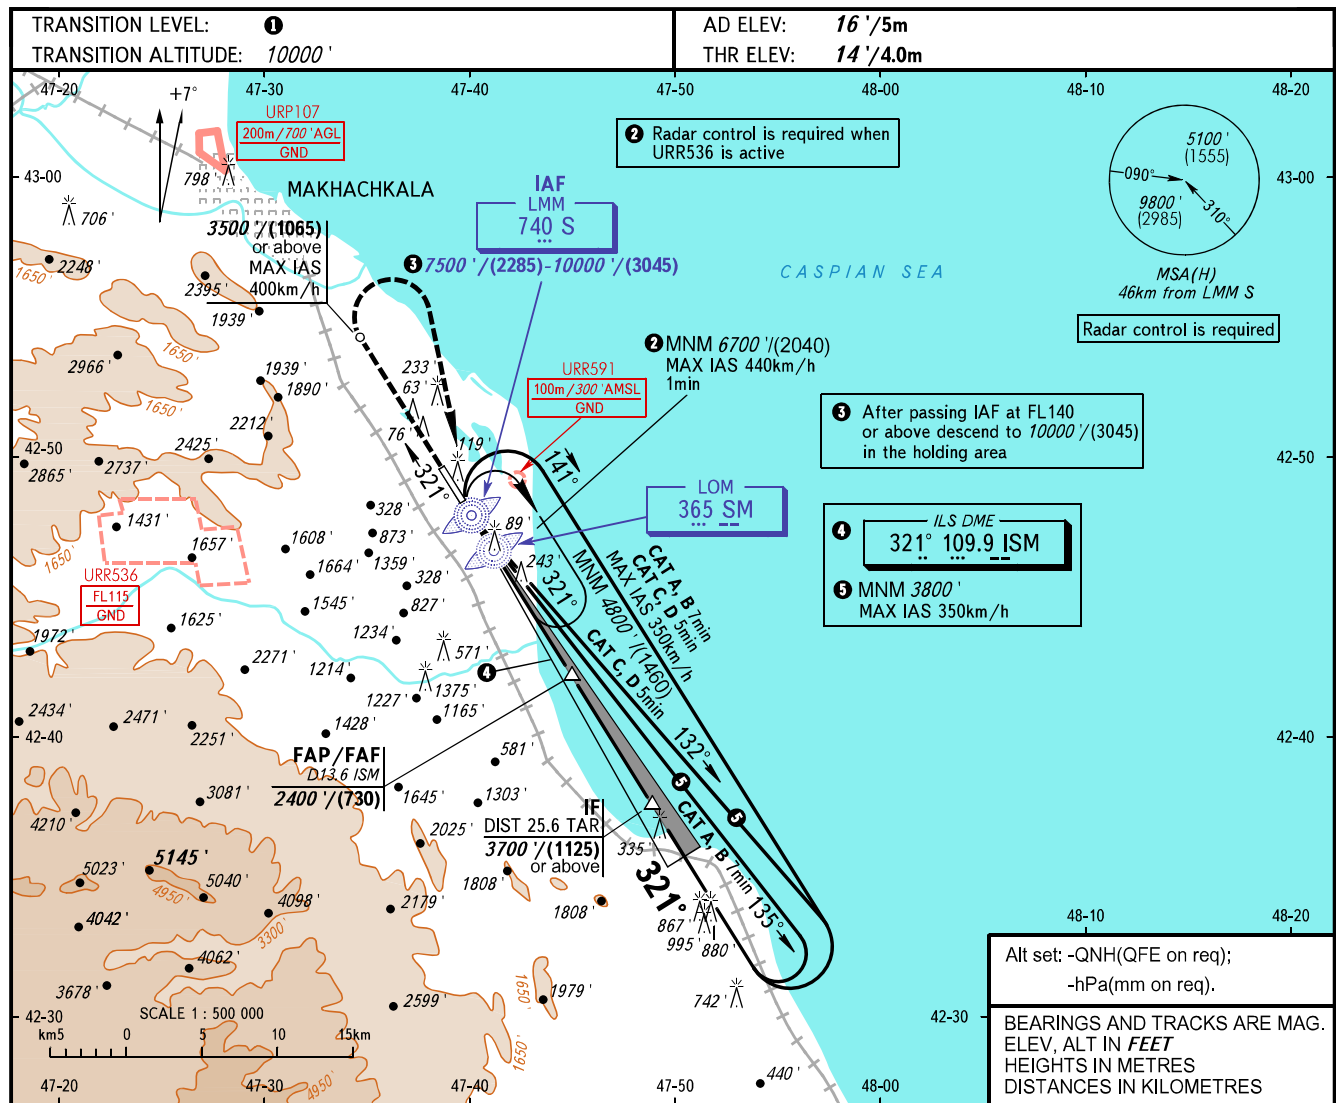 TRANSITION LEVEL: 1
TRANSITION ALTITUDE: 10000 '
AD ELEV: 16 '/5m
THR ELEV: 14 '/4.0m
47-20
47-30
47-40
47-50
48-00
48-10
48-20
+7°
URP107
200m/700 'AGL
GND
798 '
MAKHACHKALA
43-00
43-00
706 '
2 Radar control is required when
URR536 is active
5100 '
(1555)
090°
9800 '
(2985)
310°
MSA(H)
46km from LMM S
Radar control is required
IAF
LMM
740 S
3 7500 '/(2285)-10000 '/(3045)
CASPIAN SEA
3500 '/(1065)
or above
MAX IAS
400km/h
2248 '
1650 '
2395 '
1939 '
1650 '
2966 '
1939 '
1890 '
1650 '
2212 '
2425 '
2737 '
2865 '
42-50
42-50
233 '
63 '
76 '
119 '
321°
2 MNM 6700 '/(2040)
MAX IAS 440km/h
1min
URR591
100m/300 'AMSL
GND
3 After passing IAF at FL140
or above descend to 10000 '/(3045)
in the holding area
141°
LOM
365 SM
4 ILS DME
321° 109.9 ISM
5 MNM 3800 '
MAX IAS 350km/h
1431 '
1657 '
1650 '
URR536
FL115
GND
328 '
873 '
1608 '
1359 '
1664 '
328 '
1545 '
827 '
1625 '
1234 '
1972 '
571 '
2271 '
1214 '
1375 '
1227 '
1165 '
89 '
243 '
321°
MNM 4800 '/(1460)
MAX IAS 350km/h
CAT A, B 7min
CAT C, D 5min
CAT C, D 5min
4
2434 '
2471 '
2251 '
1428 '
42-40
42-40
581 '
132°
5
5
FAP/FAF
D13.6 ISM
2400 '/(730)
1645 '
1303 '
3081 '
4210 '
IF
DIST 25.6 TAR
3700 '/(1125)
or above
335 '
CAT A, B 7min 135°
321°
2025 '
1808 '
1808 '
5145 '
5023 '
5040 '
4950 '
4098 '
4042 '
3300 '
2179 '
867 '
995 '
880 '
48-10
48-20
4062 '
3678 '
2599 '
1650 '
1979 '
742 '
42-30
42-30
1650 '
4950 '
SCALE 1 : 500 000
km5 0 5 10 15km
440 '
Alt set: -QNH(QFE on req);
-hPa(mm on req).
BEARINGS AND TRACKS ARE MAG.
ELEV, ALT IN FEET
HEIGHTS IN METRES
DISTANCES IN KILOMETRES
47-20
47-30
47-40
47-50
48-00